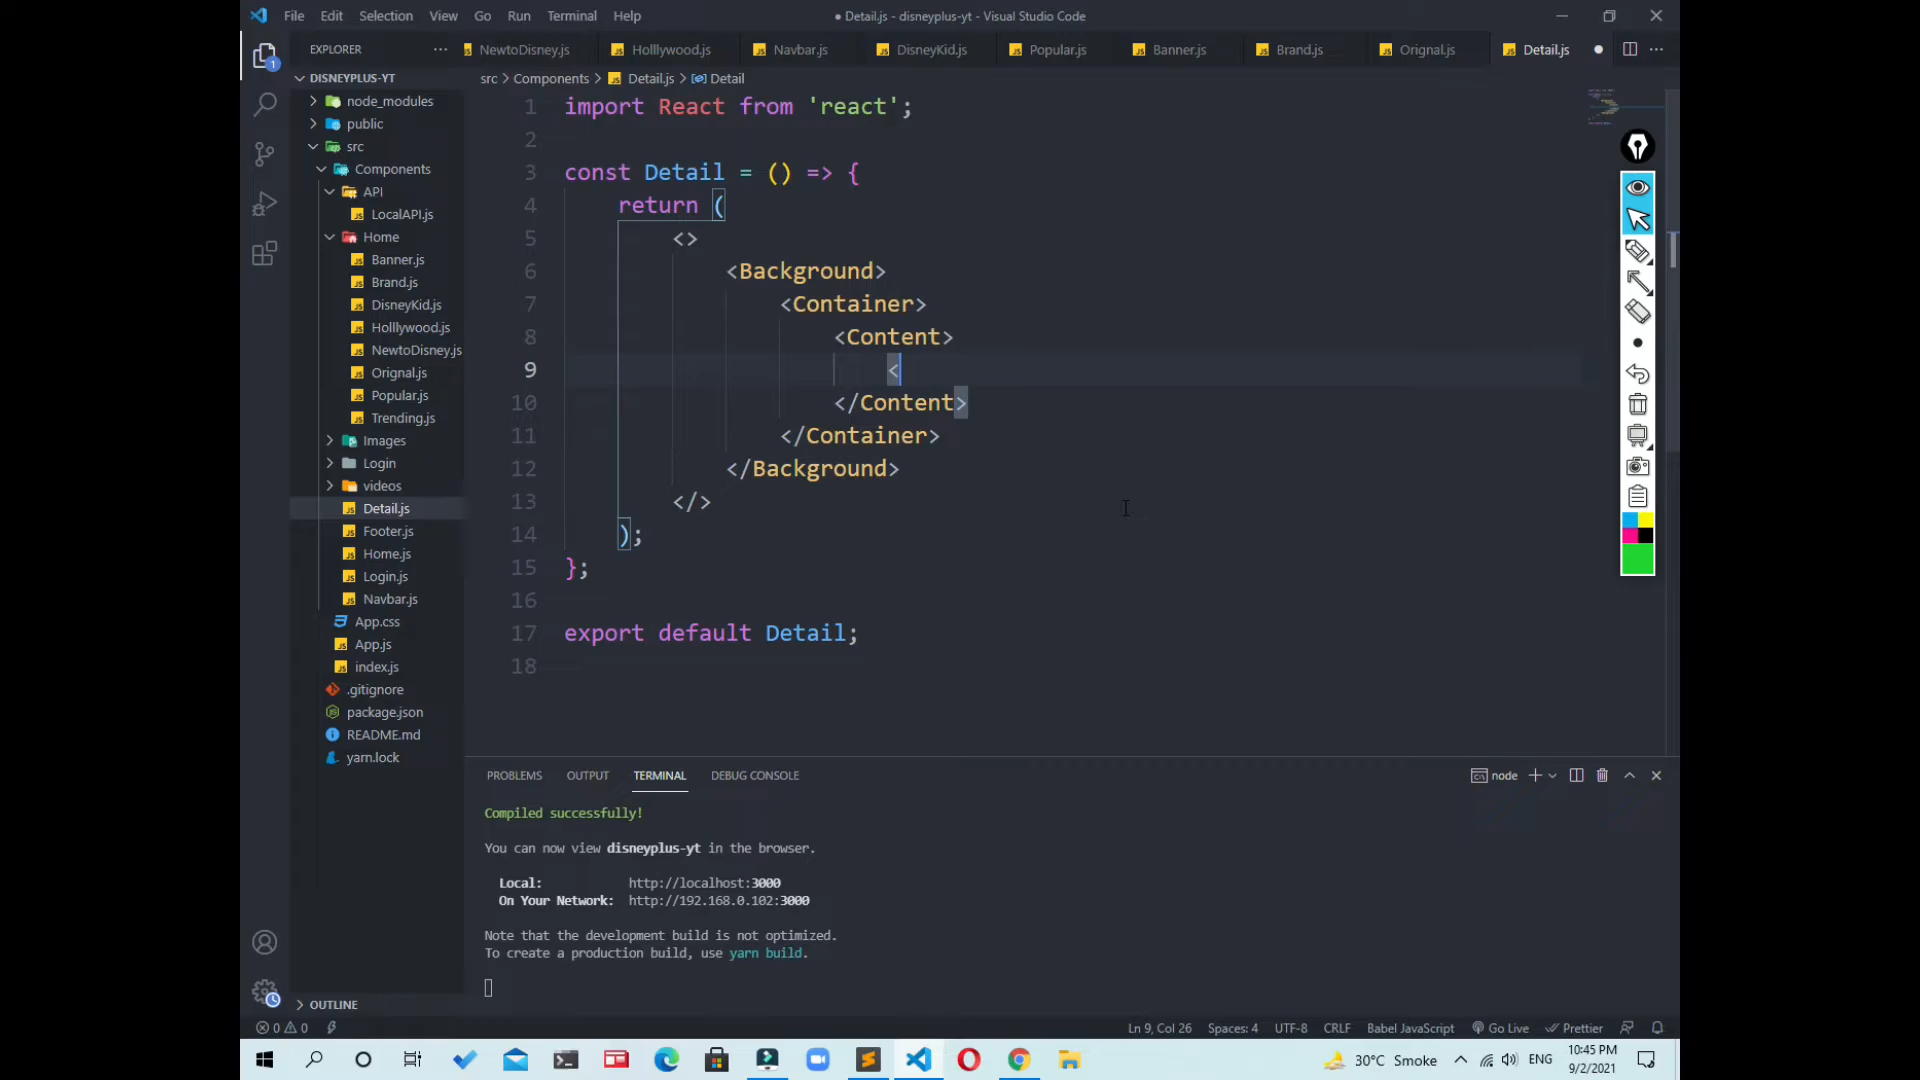 File Edit Selection View Go Run Terminal Help
● Detail.js - disneyplus-yt - Visual Studio Code
EXPLORER ···
NewtoDisney.js Holllywood.js Navbar.js DisneyKid.js Popular.js Banner.js Brand.js Orignal.js Detail.js
DISNEYPLUS-YT
node_modules
public
src
Components
API
LocalAPI.js
Home
Banner.js
Brand.js
DisneyKid.js
Holllywood.js
NewtoDisney.js
Orignal.js
Popular.js
Trending.js
Images
Login
videos
Detail.js
Footer.js
Home.js
Login.js
Navbar.js
App.css
App.js
index.js
.gitignore
package.json
README.md
yarn.lock
OUTLINE
src > Components > Detail.js > Detail
1 import React from 'react';
2
3 const Detail = () => {
4 return (
5 <>
6 <Background>
7 <Container>
8 <Content>
9 <
10 </Content>
11 </Container>
12 </Background>
13 </>
14 );
15 };
16
17 export default Detail;
18
PROBLEMS OUTPUT TERMINAL DEBUG CONSOLE
node
Compiled successfully!
You can now view disneyplus-yt in the browser.
Local: http://localhost:3000
On Your Network: http://192.168.0.102:3000
Note that the development build is not optimized.
To create a production build, use yarn build.
0 0
Ln 9, Col 26 Spaces: 4 UTF-8 CRLF Babel JavaScript Go Live Prettier
30°C Smoke ENG
10:45 PM
9/2/2021